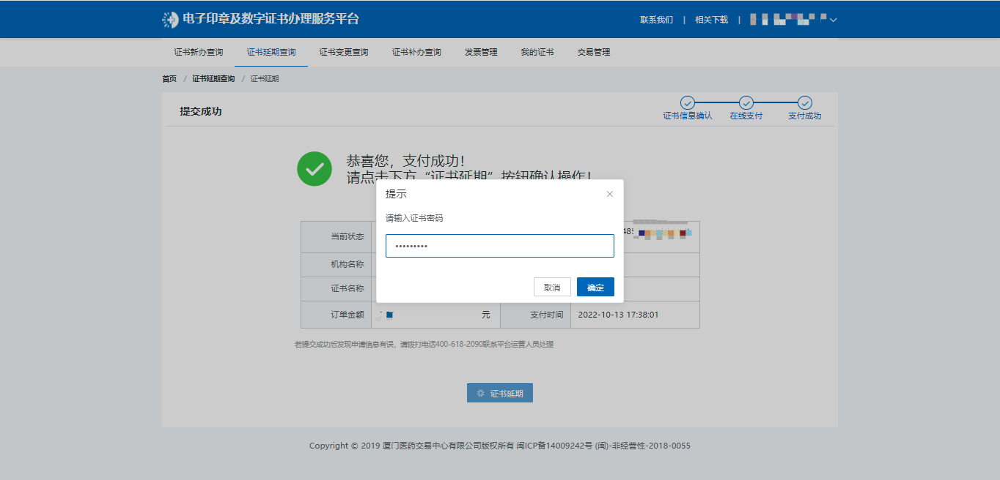 电子印章及数字证书办理服务平台
联系我们 | 相关下载 |
证书新办查询 证书延期查询 证书变更查询 证书补办查询 发票管理 我的证书 交易管理
首页 / 证书延期查询 / 证书延期
提交成功
证书信息确认 在线支付 支付成功
恭喜您，支付成功！
请点击下方“证书延期”按钮确认操作！
提示
请输入证书密码
•••••••••
取消 确定
当前状态
机构名称
证书名称
订单金额 元 支付时间 2022-10-13 17:38:01
若提交成功后发现申请信息有误，请拨打电话400-618-2090联系平台运营人员处理
证书延期
Copyright © 2019 厦门医药交易中心有限公司版权所有 闽ICP备14009242号 (闽)-非经营性-2018-0055